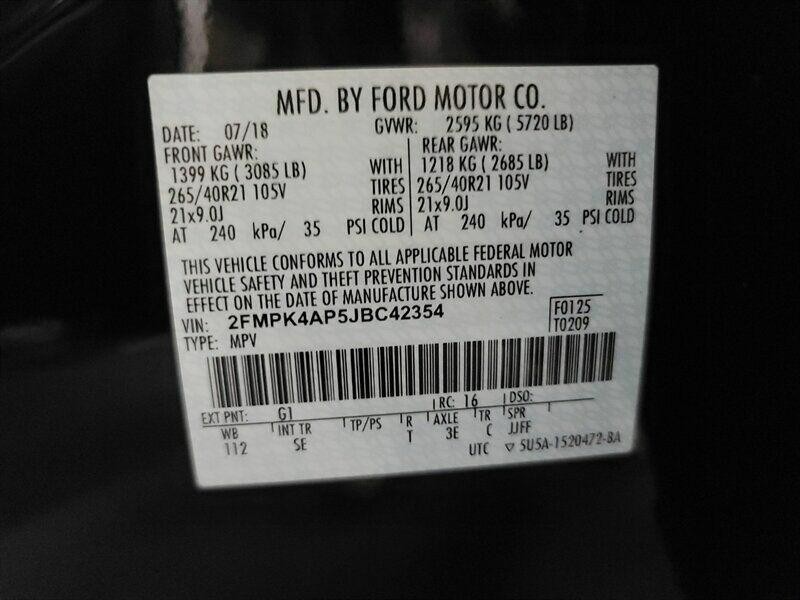 MFD. BY FORD MOTOR CO.
DATE: 07/18 GVWR: 2595 KG ( 5720 LB)
FRONT GAWR: REAR GAWR:
1399 KG ( 3085 LB) WITH 1218 KG ( 2685 LB) WITH
265/40R21 105V TIRES 265/40R21 105V TIRES
21x9.0J RIMS 21x9.0J RIMS
AT 240 kPa/ 35 PSI COLD AT 240 kPa/ 35 PSI COLD
THIS VEHICLE CONFORMS TO ALL APPLICABLE FEDERAL MOTOR
VEHICLE SAFETY AND THEFT PREVENTION STANDARDS IN
EFFECT ON THE DATE OF MANUFACTURE SHOWN ABOVE.
VIN: 2FMPK4AP5JBC42354 F0125
TYPE: MPV T0209
EXT PNT: G1 RC: 16 DSO:
WB INT TR TP/PS R AXLE TR SPR
112 SE T 3E C JJFF
UTC ▽ 5U5A-1520472-BA